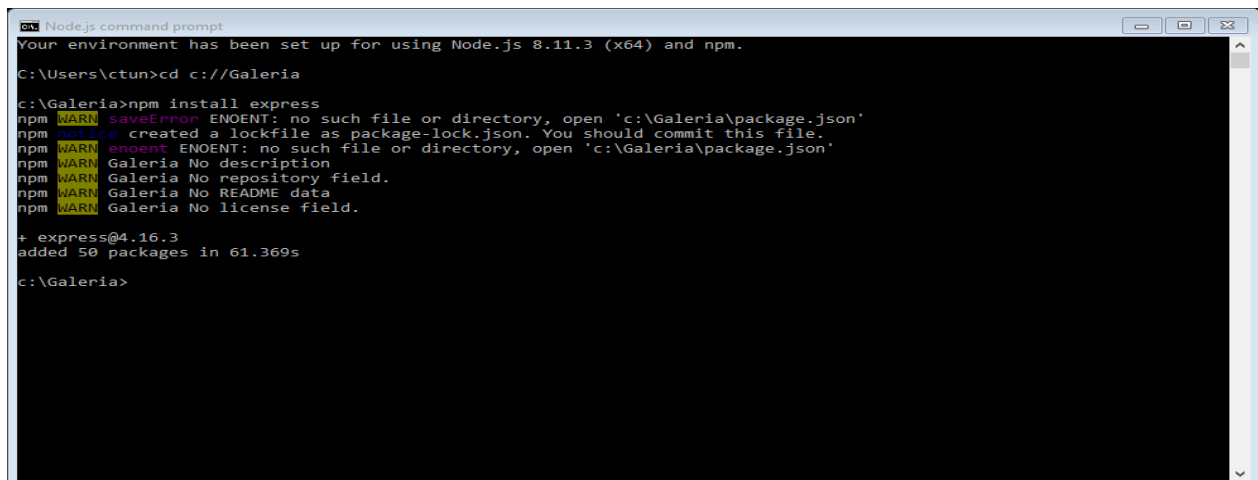 Node.js command prompt
Your environment has been set up for using Node.js 8.11.3 (x64) and npm.
C:\Users\ctun>cd c://Galeria
c:\Galeria>npm install express
npm WARN saveError ENOENT: no such file or directory, open 'c:\Galeria\package.json'
npm notice created a lockfile as package-lock.json. You should commit this file.
npm WARN enoent ENOENT: no such file or directory, open 'c:\Galeria\package.json'
npm WARN Galeria No description
npm WARN Galeria No repository field.
npm WARN Galeria No README data
npm WARN Galeria No license field.
+ express@4.16.3
added 50 packages in 61.369s
c:\Galeria>